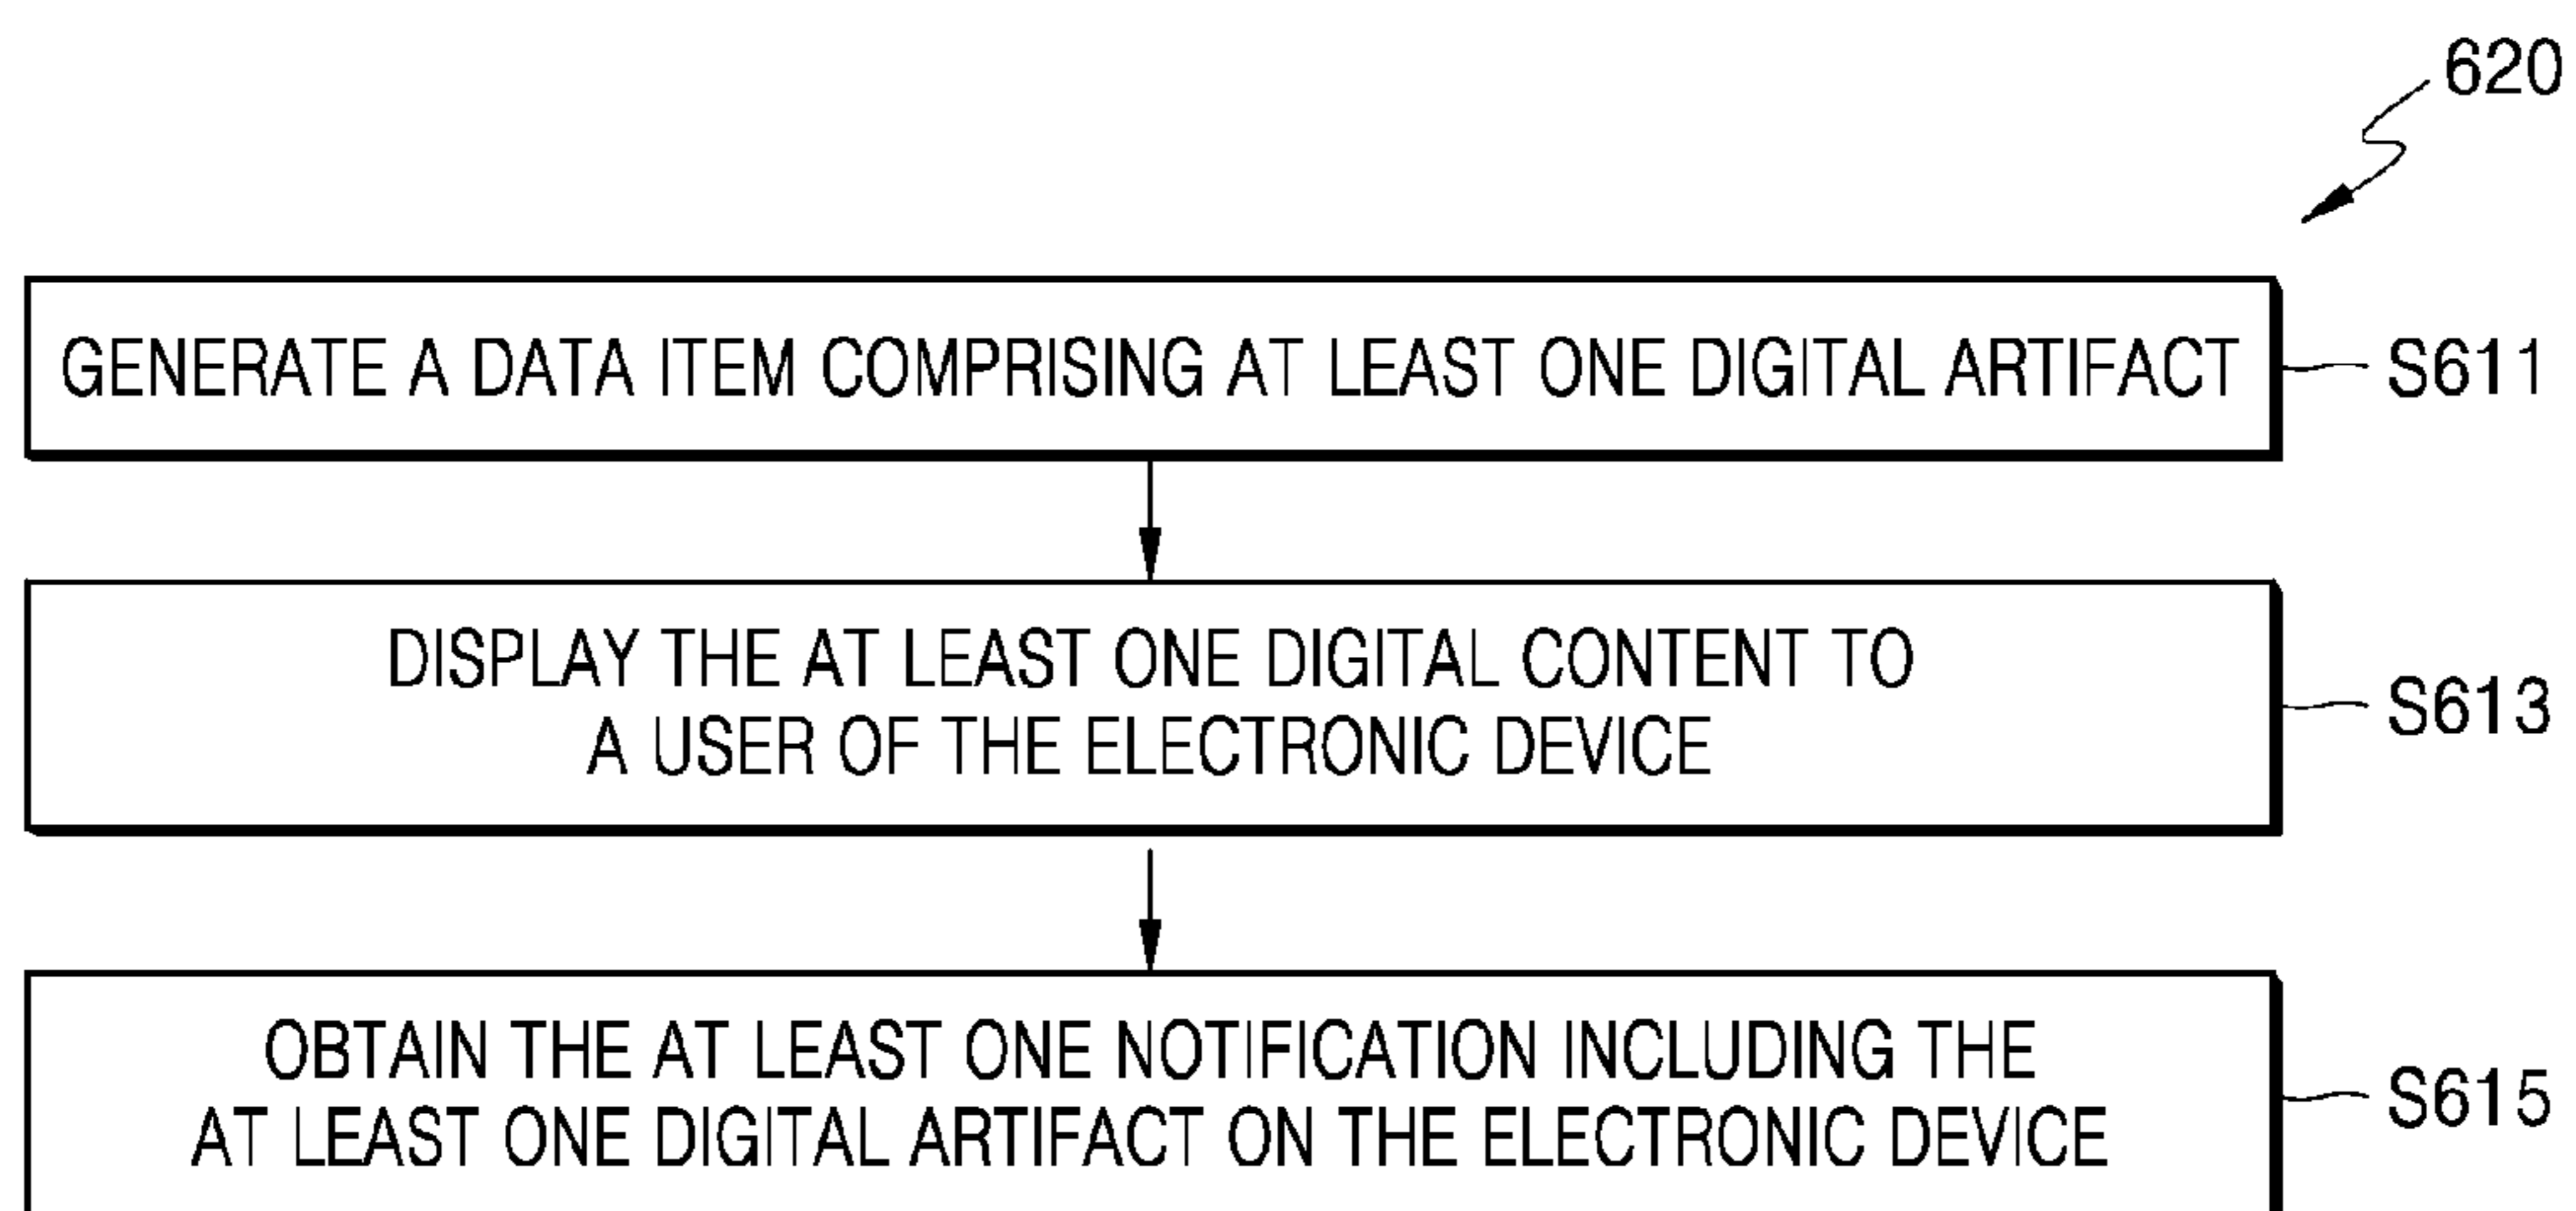 620
GENERATE A DATA ITEM COMPRISING AT LEAST ONE DIGITAL ARTIFACT
S611
DISPLAY THE AT LEAST ONE DIGITAL CONTENT TO
A USER OF THE ELECTRONIC DEVICE
S613
OBTAIN THE AT LEAST ONE NOTIFICATION INCLUDING THE
AT LEAST ONE DIGITAL ARTIFACT ON THE ELECTRONIC DEVICE
S615